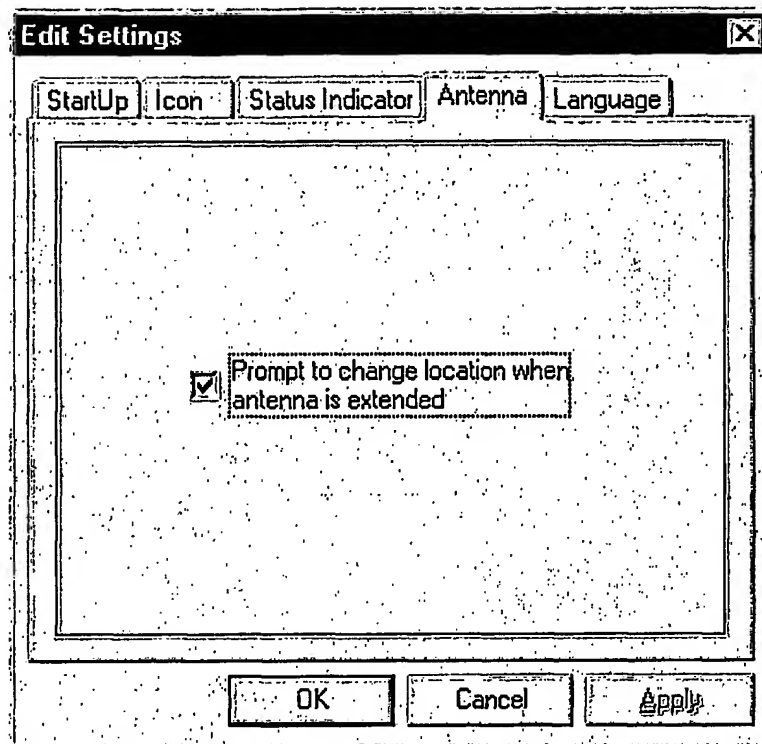 Edit Settings
StartUp Icon Status Indicator Antenna Language
Prompt to change location when
antenna is extended
OK Cancel Apply